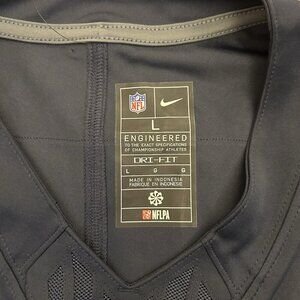 NFL
L
ENGINEERED
TO THE EXACT SPECIFICATIONS
OF CHAMPIONSHIP ATHLETES
DRI-FIT
L G G
MADE IN INDONESIA
FABRIQUÉ EN INDONÉSIE
NFLPA